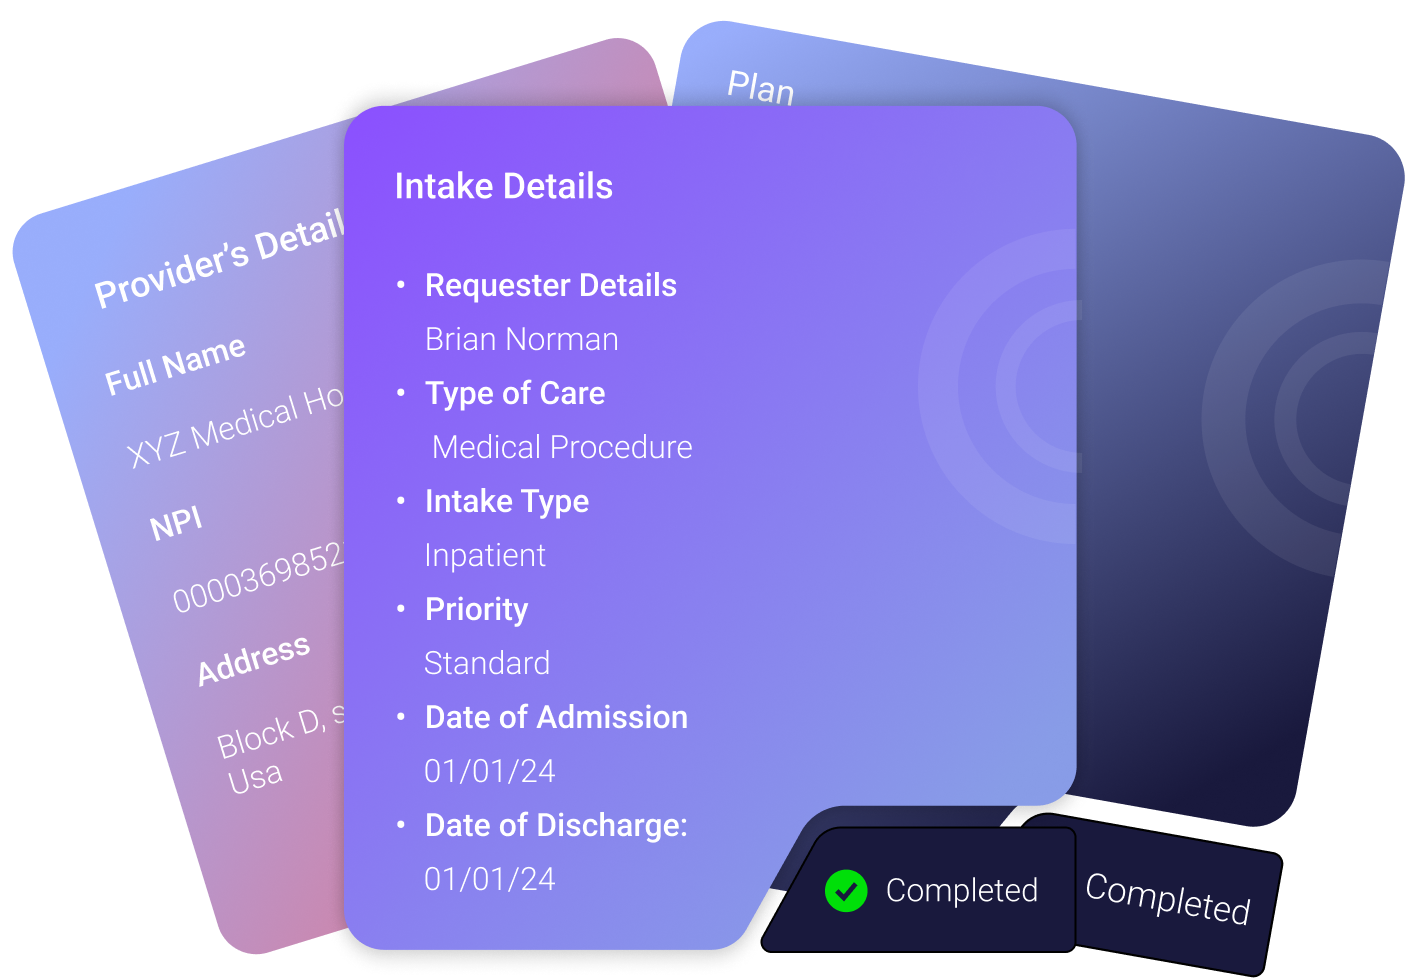 Plan
Provider's Detail
Full Name
XYZ Medical Ho
NPI
000036985
Address
Block D, s
Usa
Intake Details
• Requester Details
Brian Norman
• Type of Care
Medical Procedure
• Intake Type
Inpatient
• Priority
Standard
• Date of Admission
01/01/24
• Date of Discharge:
01/01/24
Completed
Completed